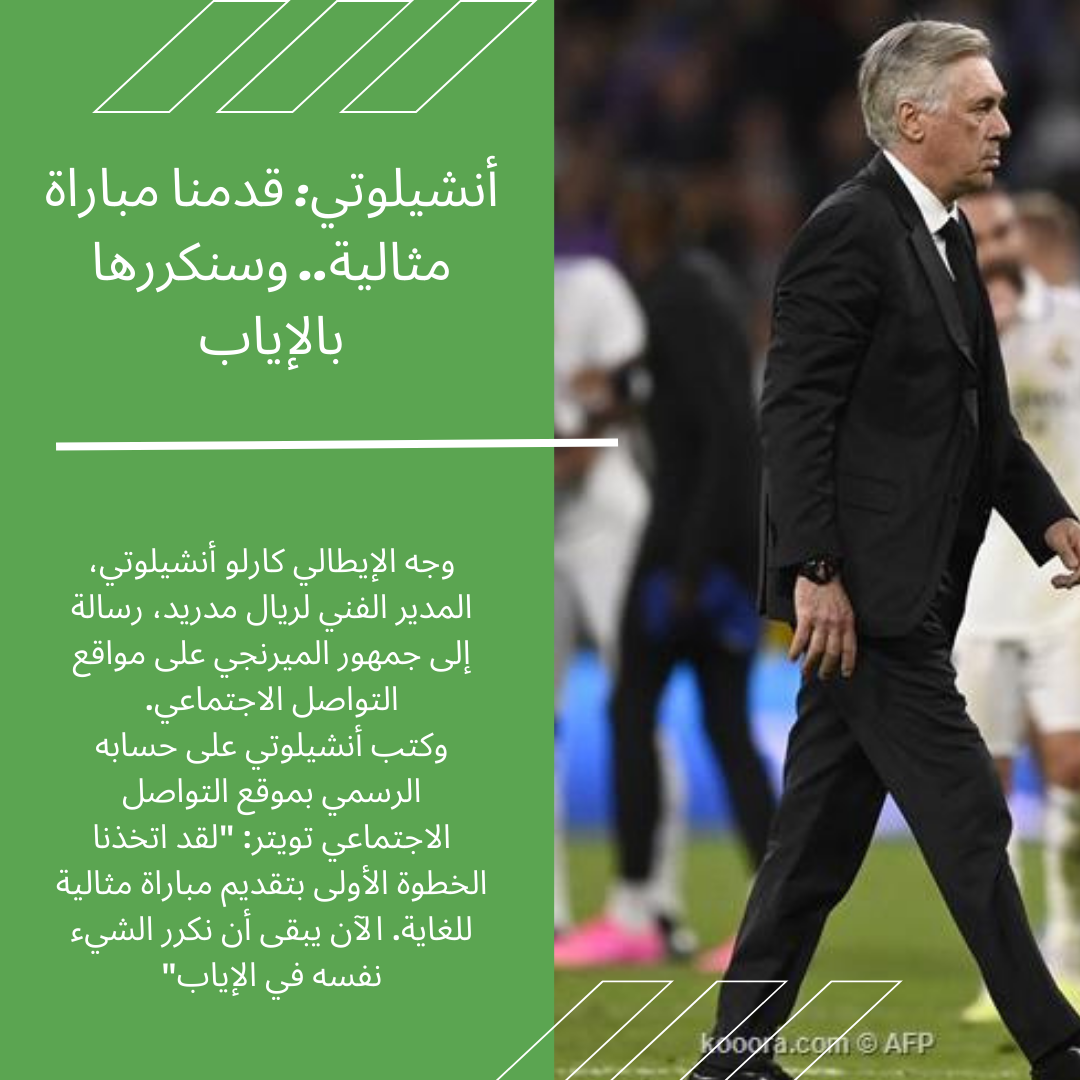 أنشيلوتي: قدمنا مباراة
مثالية.. وسنكررها
بالإياب
وجه الإيطالي كارلو أنشيلوتي،
المدير الفني لريال مدريد، رسالة
إلى جمهور الميرنجي على مواقع
التواصل الاجتماعي.
وكتب أنشيلوتي على حسابه
الرسمي بموقع التواصل
الاجتماعي تويتر: "لقد اتخذنا
الخطوة الأولى بتقديم مباراة مثالية
للغاية. الآن يبقى أن نكرر الشيء
نفسه في الإياب"
kooora.com © AFP